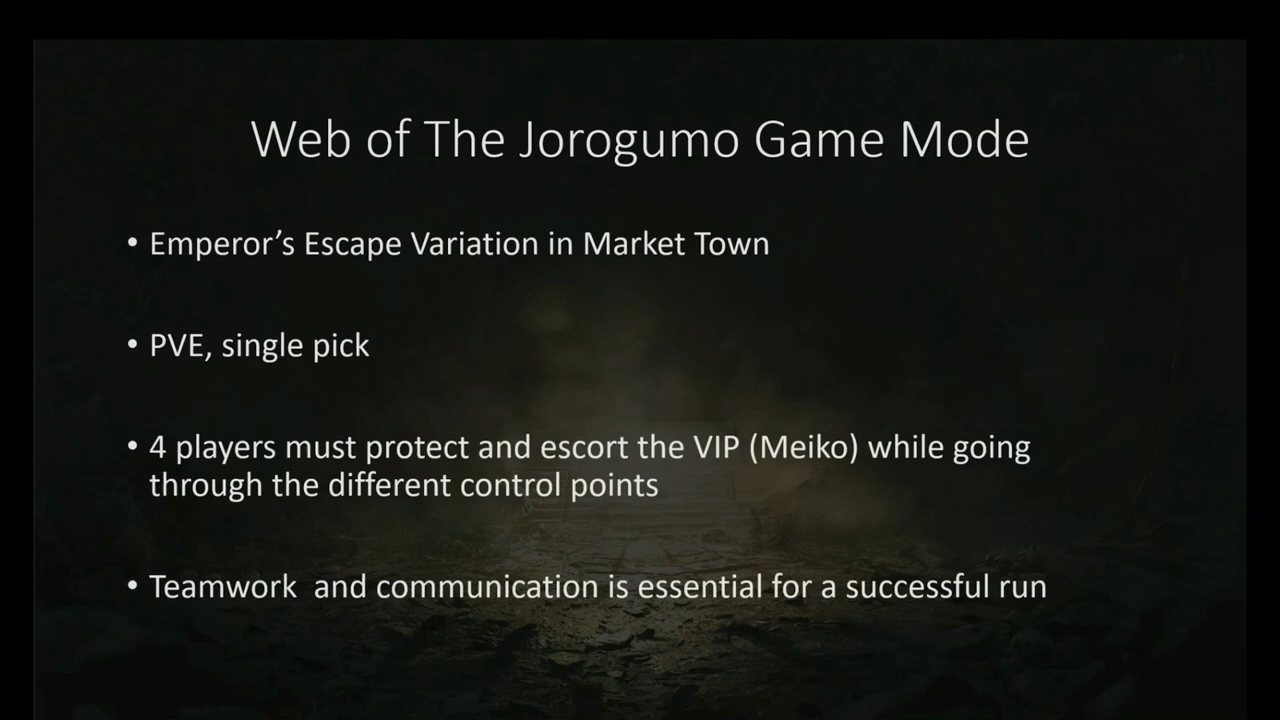 Web of The Jorogumo Game Mode
• Emperor’s Escape Variation in Market Town
• PVE, single pick
• 4 players must protect and escort the VIP (Meiko) while going
through the different control points
• Teamwork  and communication is essential for a successful run